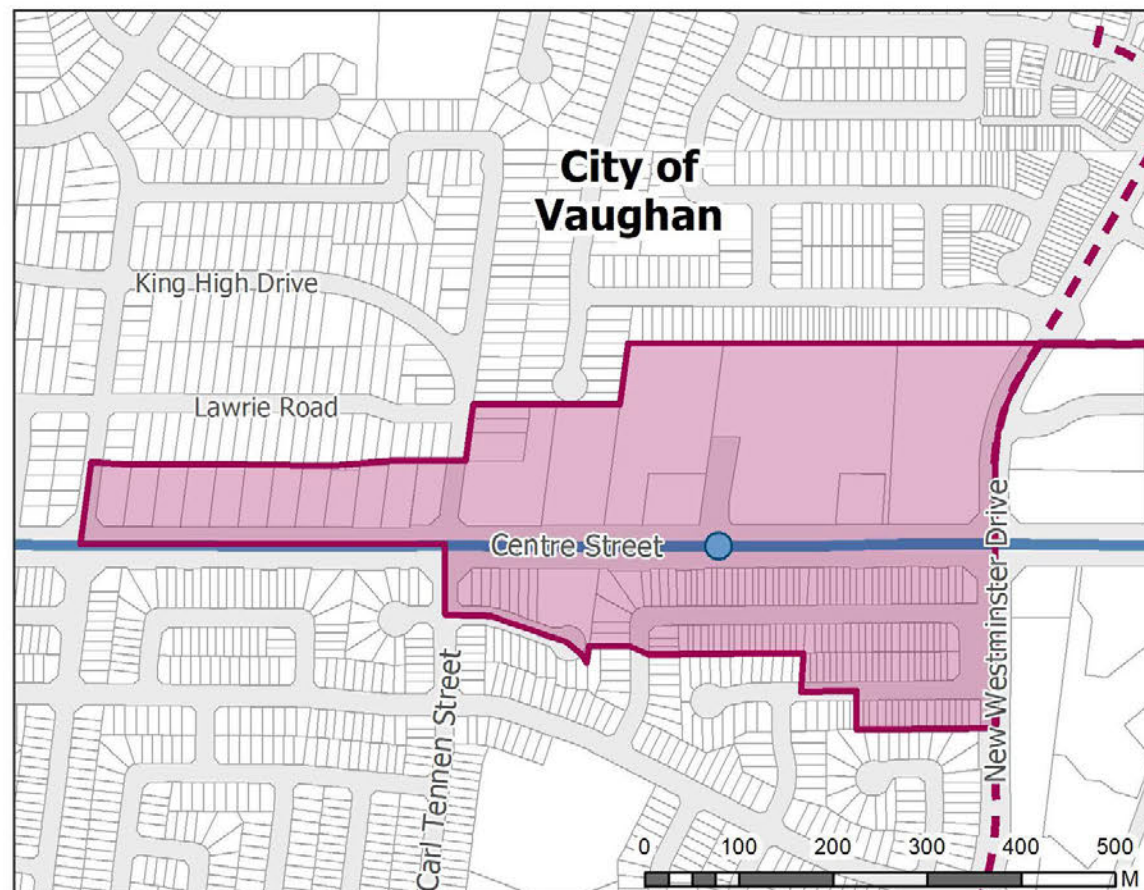 City of
Vaughan
King High Drive
Lawrie Road
Centre Street
New Westminster Drive
Carl Tennen Street
0 100 200 300 400 500
M